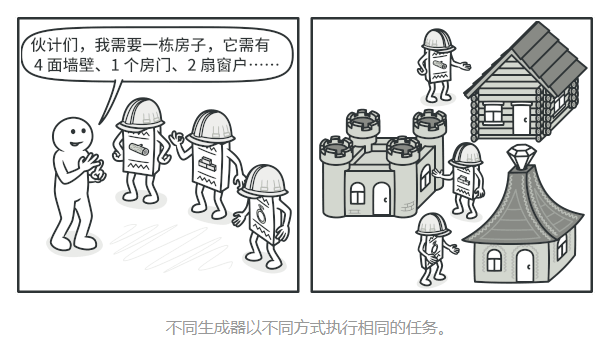 伙计们，我需要一栋房子，它需有
4 面墙壁、1 个房门、2 扇窗户……
不同生成器以不同方式执行相同的任务。